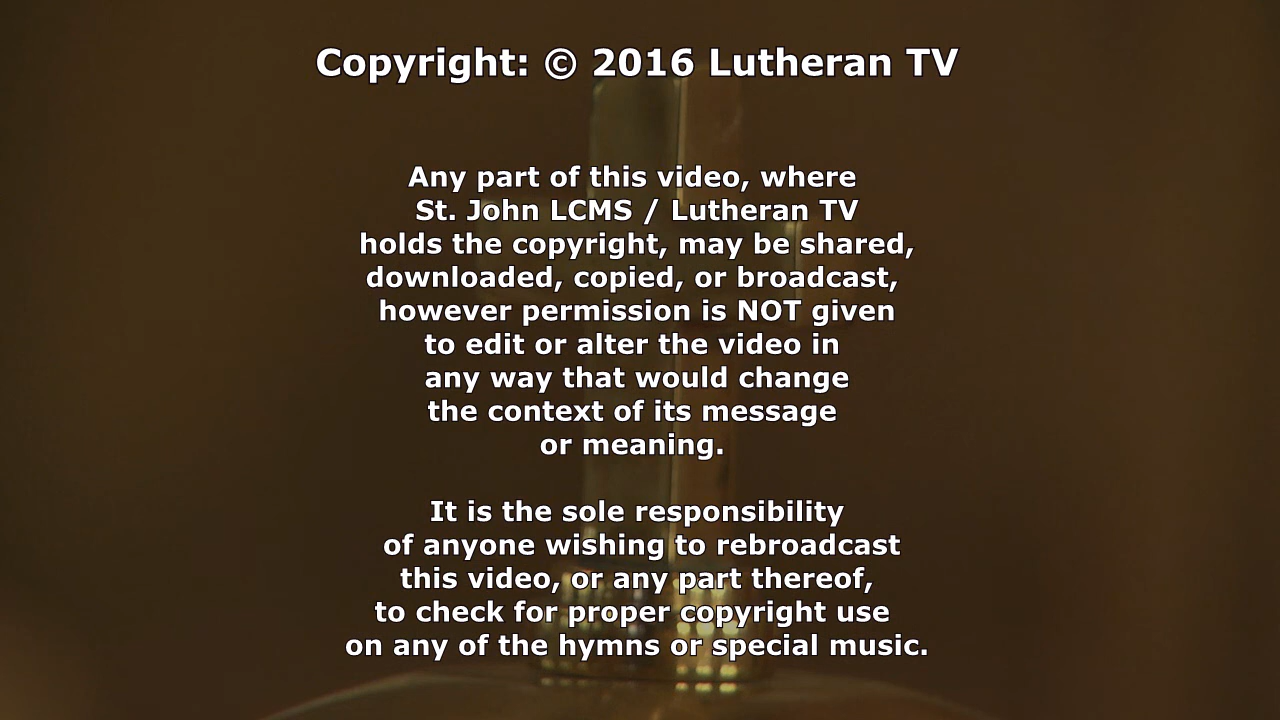 Copyright: © 2016 Lutheran TV
Any part of this video, where
St. John LCMS / Lutheran TV
holds the copyright, may be shared,
downloaded, copied, or broadcast,
however permission is NOT given
to edit or alter the video in
any way that would change
the context of its message
or meaning.
It is the sole responsibility
of anyone wishing to rebroadcast
this video, or any part thereof,
to check for proper copyright use
on any of the hymns or special music.